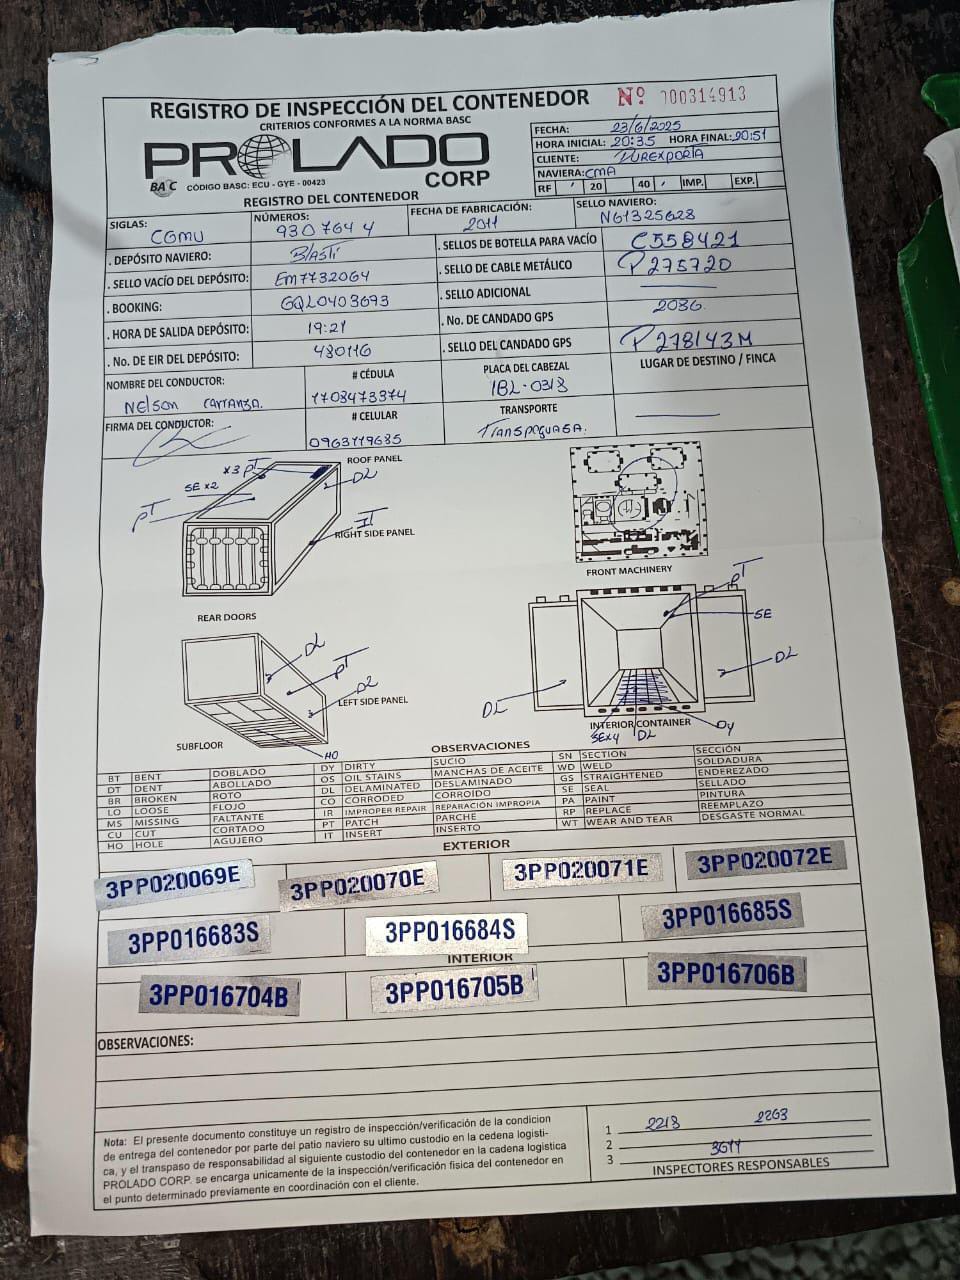 REGISTRO DE INSPECCIÓN DEL CONTENEDOR Nº 700314913
CRITERIOS CONFORMES A LA NORMA BASC
PROLADO CORP
BASC CÓDIGO BASC: ECU - GYE - 00423
FECHA: 23/6/2025
HORA INICIAL: 20:35 HORA FINAL: 20:51
CLIENTE: DUREXPORTA
NAVIERA: CMA
RF / 20 40 / IMP. EXP.
REGISTRO DEL CONTENEDOR
SIGLAS: CGMU NÚMEROS: 930764 4 FECHA DE FABRICACIÓN: 2011 SELLO NAVIERO: N61325628
. DEPÓSITO NAVIERO: Blasti . SELLOS DE BOTELLA PARA VACÍO C558421
. SELLO VACÍO DEL DEPÓSITO: EM7732064 . SELLO DE CABLE METÁLICO P275720
. BOOKING: GQL0403693 . SELLO ADICIONAL
. HORA DE SALIDA DEPÓSITO: 19:21 . No. DE CANDADO GPS 2086
. No. DE EIR DEL DEPÓSITO: 480116 . SELLO DEL CANDADO GPS P278143M
NOMBRE DEL CONDUCTOR: Nelson Carranza. # CÉDULA 1708473374 PLACA DEL CABEZAL IBL-0313 LUGAR DE DESTINO / FINCA
FIRMA DEL CONDUCTOR: # CELULAR 0963779685 TRANSPORTE Transpoguasa.
ROOF PANEL
x3 PT
SE x2
DL
PT
IT
RIGHT SIDE PANEL
REAR DOORS
FRONT MACHINERY
PT
SE
DL
DL
PT
DL
LEFT SIDE PANEL
DL
SUBFLOOR
HO
INTERIOR CONTAINER
SEx4 DL
DY
OBSERVACIONES
BT BENT DOBLADO DY DIRTY SUCIO SN SECTION SECCIÓN
DT DENT ABOLLADO OS OIL STAINS MANCHAS DE ACEITE WD WELD SOLDADURA
BR BROKEN ROTO DL DELAMINATED DESLAMINADO GS STRAIGHTENED ENDEREZADO
LO LOOSE FLOJO CO CORRODED CORROIDO SE SEAL SELLADO
MS MISSING FALTANTE IR IMPROPER REPAIR REPARACIÓN IMPROPIA PA PAINT PINTURA
CU CUT CORTADO PT PATCH PARCHE RP REPLACE REEMPLAZO
HO HOLE AGUJERO IT INSERT INSERTO WT WEAR AND TEAR DESGASTE NORMAL
EXTERIOR
3PP020069E 3PP020070E 3PP020071E 3PP020072E
3PP016683S 3PP016684S 3PP016685S
INTERIOR
3PP016704B 3PP016705B 3PP016706B
OBSERVACIONES:
Nota: El presente documento constituye un registro de inspección/verificación de la condicion
de entrega del contenedor por parte del patio naviero su ultimo custodio en la cedena logisti-
ca, y el transpaso de responsabilidad al siguiente custodio del contenedor en la cadena logistica
PROLADO CORP. se encarga unicamente de la inspección/verificación fisica del contenedor en
el punto determinado previamente en coordinación con el cliente.
1 2213 2263
2 3611
3
INSPECTORES RESPONSABLES